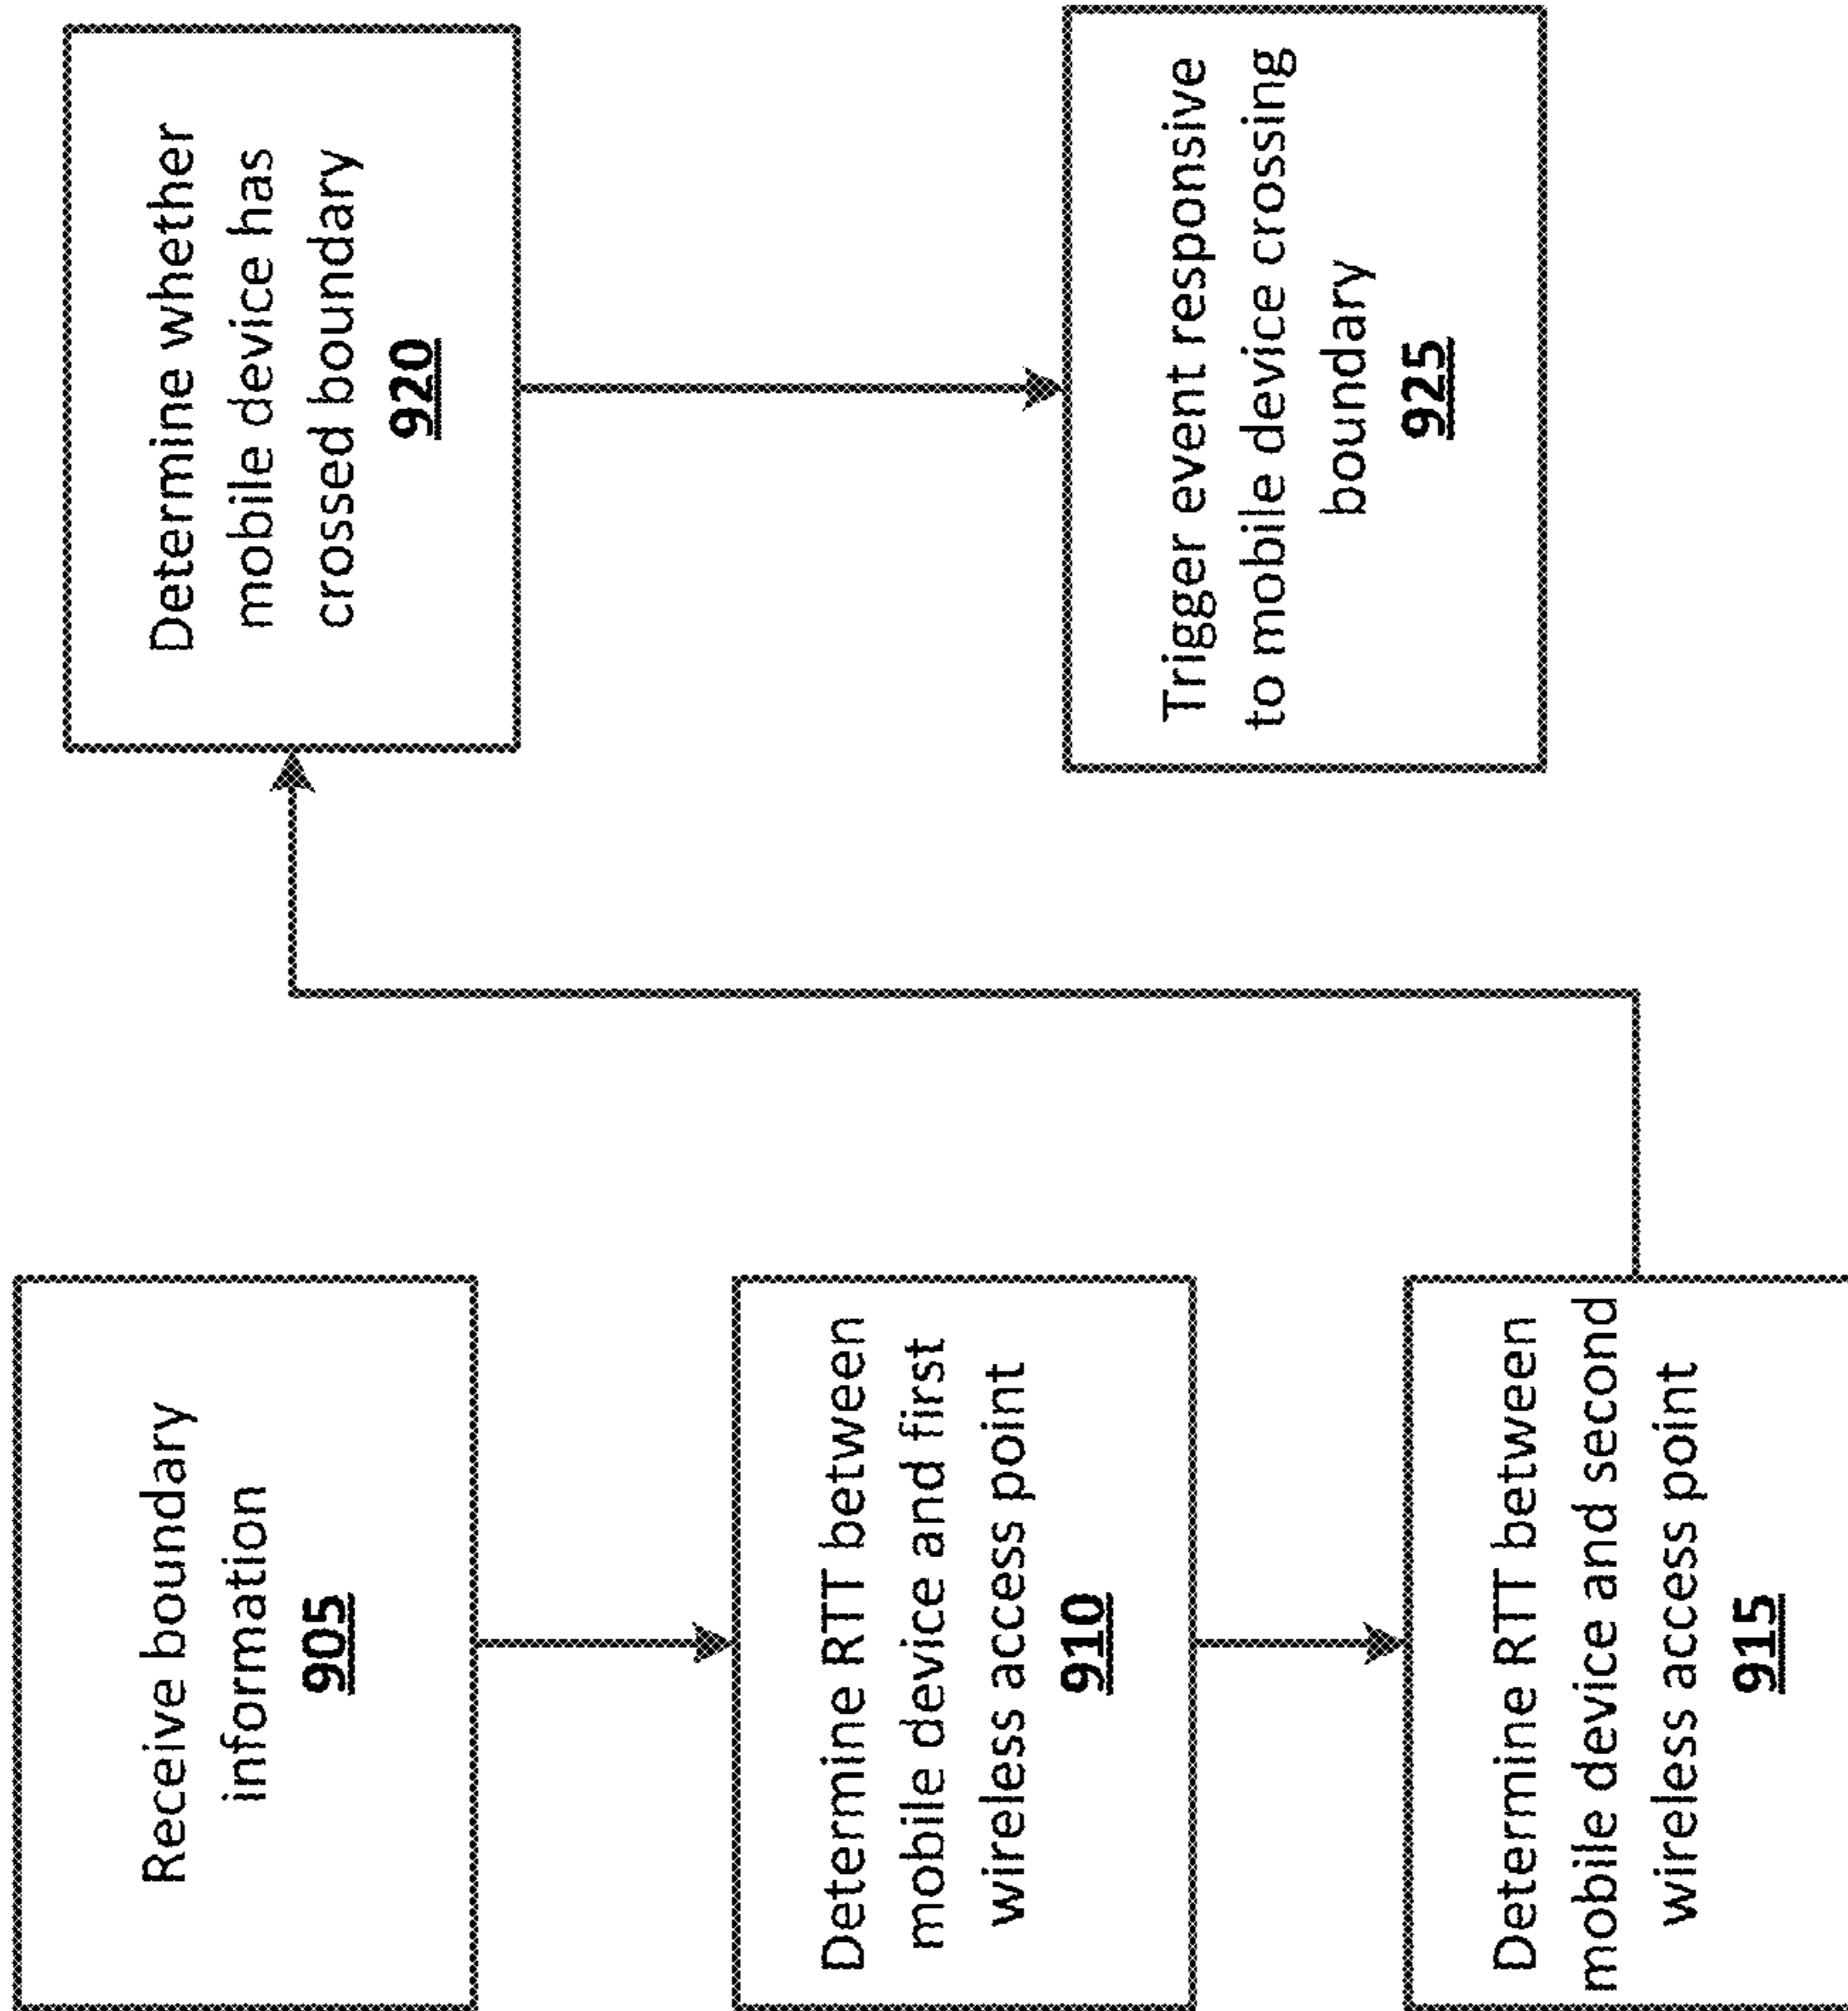 Receive boundary
information
905
Determine RTT between
mobile device and first
wireless access point
910
Determine RTT between
mobile device and second
wireless access point
915
Determine whether
mobile device has
crossed boundary
920
Trigger event responsive
to mobile device crossing
boundary
925